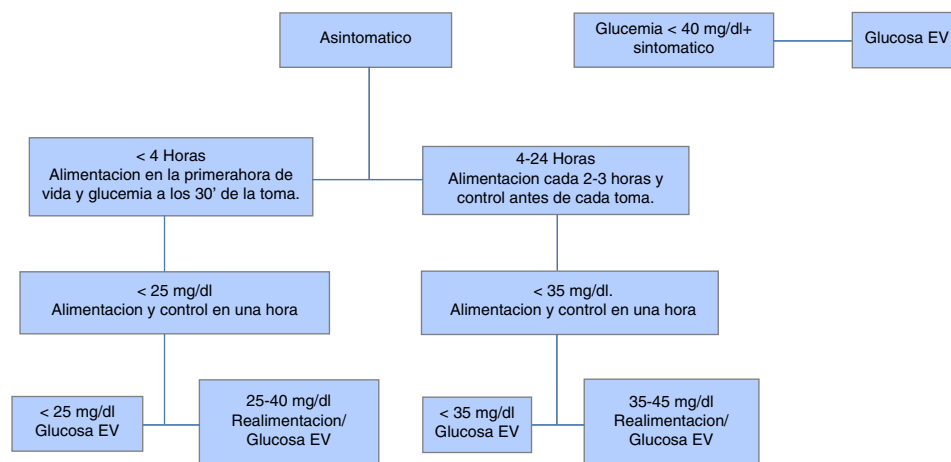 Asintomatico
Glucemia < 40 mg/dl+
sintomatico
Glucosa EV
< 4 Horas
Alimentacion en la primerahora de
vida y glucemia a los 30’ de la toma.
4-24 Horas
Alimentacion cada 2-3 horas y
control antes de cada toma.
< 25 mg/dl
Alimentacion y control en una hora
< 35 mg/dl.
Alimentacion y control en una hora
< 25 mg/dl
Glucosa EV
25-40 mg/dl
Realimentacion/
Glucosa EV
< 35 mg/dl
Glucosa EV
35-45 mg/dl
Realimentacion/
Glucosa EV